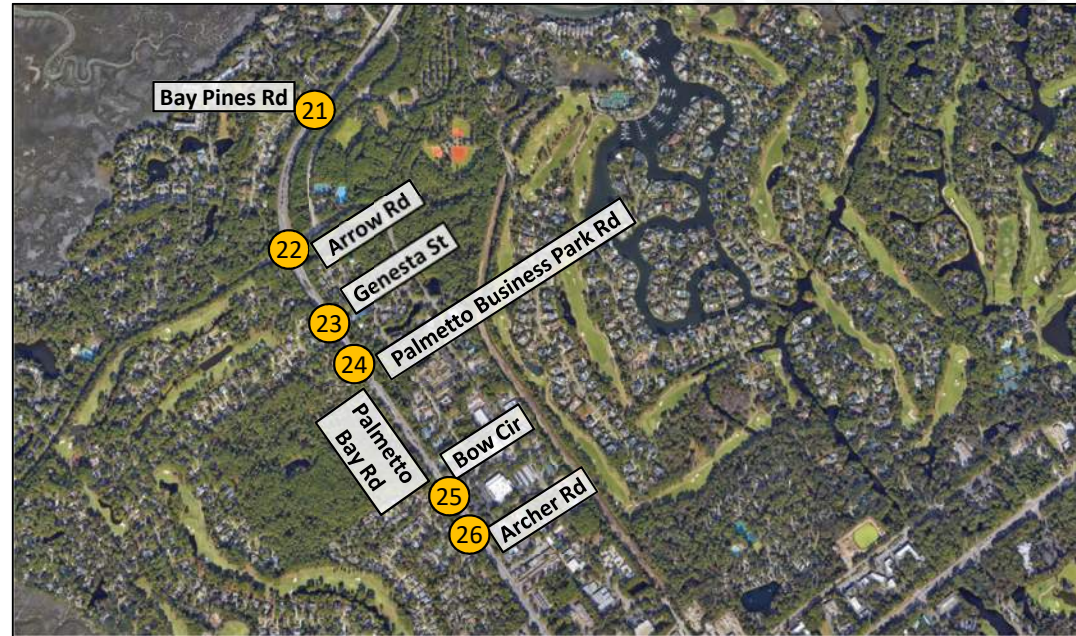 Bay Pines Rd
21
22
Arrow Rd
Genesta St
23
24
Palmetto Business Park Rd
Palmetto
Bay Rd
Bow Cir
25
26
Archer Rd